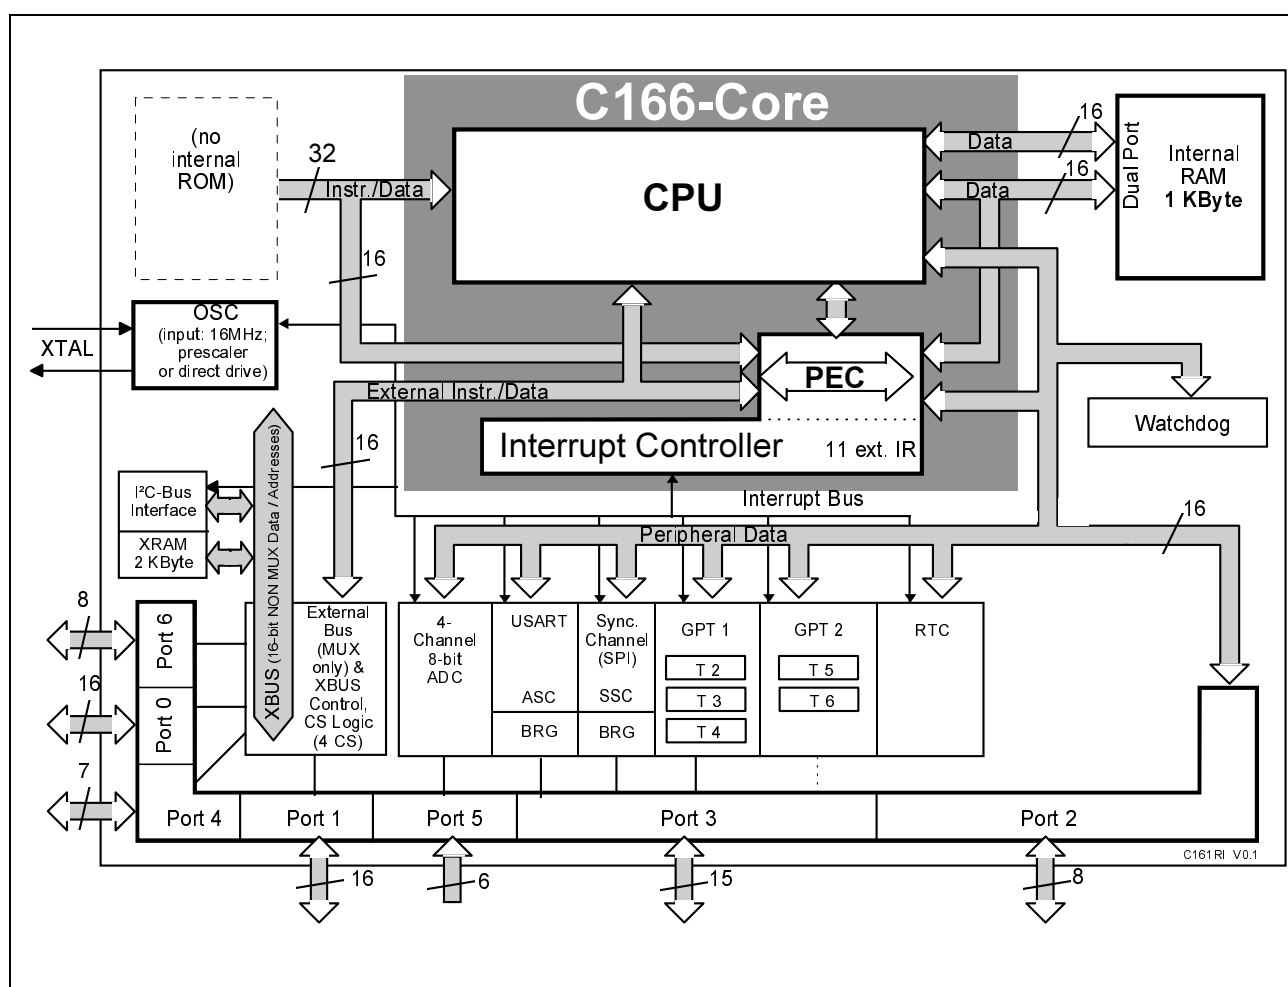 C166-Core
(no
internal
ROM)
32
Instr./Data
CPU
Data
16
Data
16
Dual Port
Internal
RAM
1 KByte
16
OSC
(input: 16MHz;
prescaler
or direct drive)
XTAL
PEC
External Instr./Data
Interrupt Controller
11 ext. IR
Watchdog
16
XBUS (16-bit NON MUX Data / Addresses)
I²C-Bus
Interface
XRAM
2 KByte
Interrupt Bus
Peripheral Data
16
8
Port 6
16
Port 0
7
External
Bus
(MUX
only) &
XBUS
Control,
CS Logic
(4 CS)
4-
Channel
8-bit
ADC
USART
ASC
BRG
Sync.
Channel
(SPI)
SSC
BRG
GPT 1
T 2
T 3
T 4
GPT 2
T 5
T 6
RTC
Port 4
Port 1
Port 5
Port 3
Port 2
C161RI V0.1
16
6
15
8